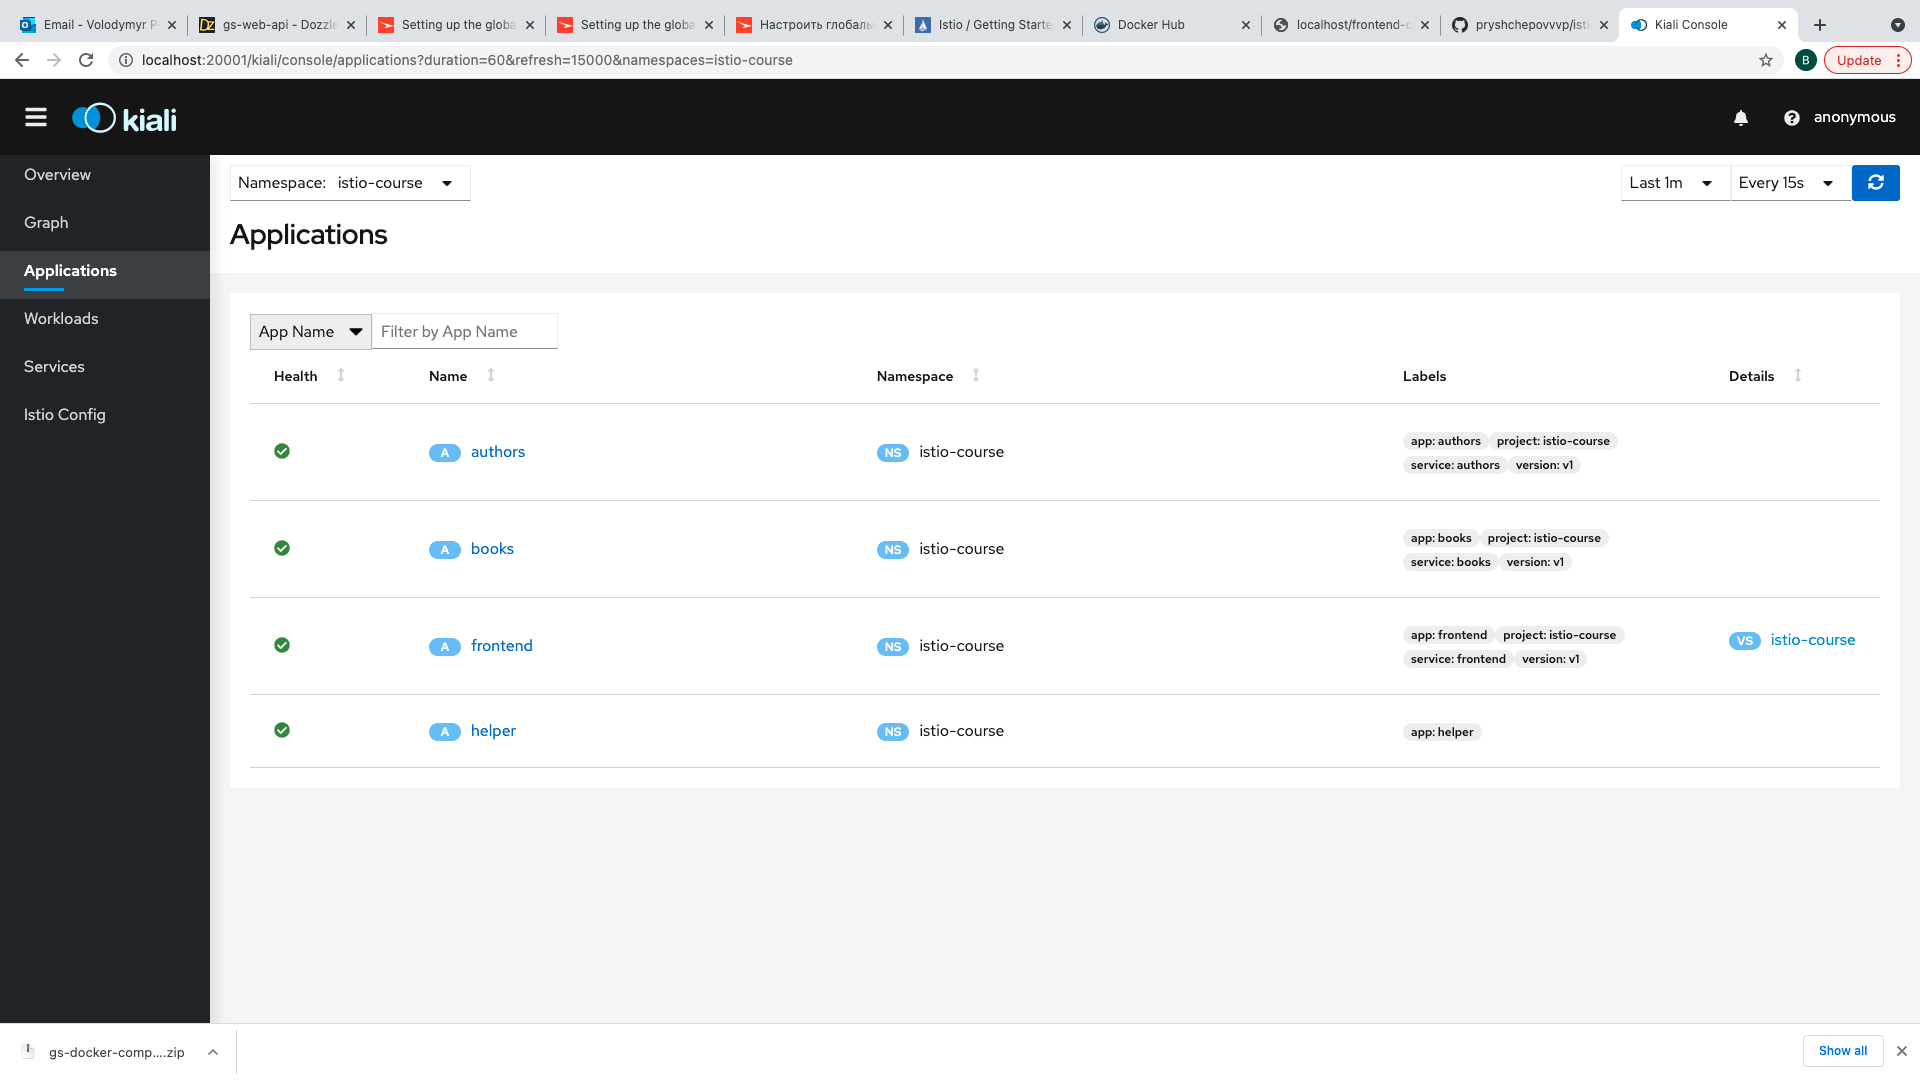 Email - Volodymyr P
gs-web-api - Dozzle
Setting up the globa
Setting up the globa
Настроить глобаль
Istio / Getting Starte
Docker Hub
localhost/frontend-c
pryshchepovvvp/isti
Kiali Console
localhost:20001/kiali/console/applications?duration=60&refresh=15000&namespaces=istio-course
B
Update
kiali
anonymous
Overview
Graph
Applications
Workloads
Services
Istio Config
Namespace: istio-course
Last 1m
Every 15s
Applications
App Name
Filter by App Name
Health Name Namespace Labels Details
A authors NS istio-course
app: authors project: istio-course
service: authors version: v1
A books NS istio-course
app: books project: istio-course
service: books version: v1
A frontend NS istio-course
app: frontend project: istio-course
service: frontend version: v1
VS istio-course
A helper NS istio-course
app: helper
gs-docker-comp....zip
Show all